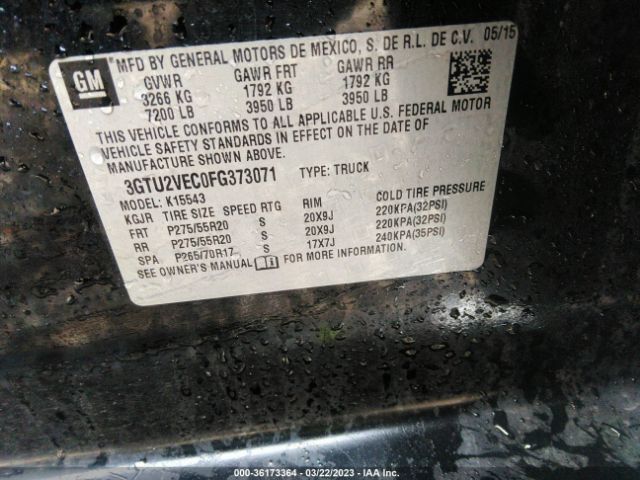 GM
MFD BY GENERAL MOTORS DE MEXICO, S. DE R.L. DE C.V. 05/15
GVWR GAWR FRT GAWR RR
3266 KG 1792 KG 1792 KG
7200 LB 3950 LB 3950 LB
THIS VEHICLE CONFORMS TO ALL APPLICABLE U.S. FEDERAL MOTOR
VEHICLE SAFETY STANDARDS IN EFFECT ON THE DATE OF
MANUFACTURE SHOWN ABOVE.
3GTU2VEC0FG373071 TYPE: TRUCK
MODEL: K15543
KGJR TIRE SIZE SPEED RTG RIM COLD TIRE PRESSURE
FRT P275/55R20 S 20X9J 220KPA(32PSI)
RR P275/55R20 S 20X9J 220KPA(32PSI)
SPA P265/70R17 S 17X7J 240KPA(35PSI)
SEE OWNER'S MANUAL FOR ADDITIONAL INFORMATION.
000-36173364 - 03/22/2023 - IAA Inc.